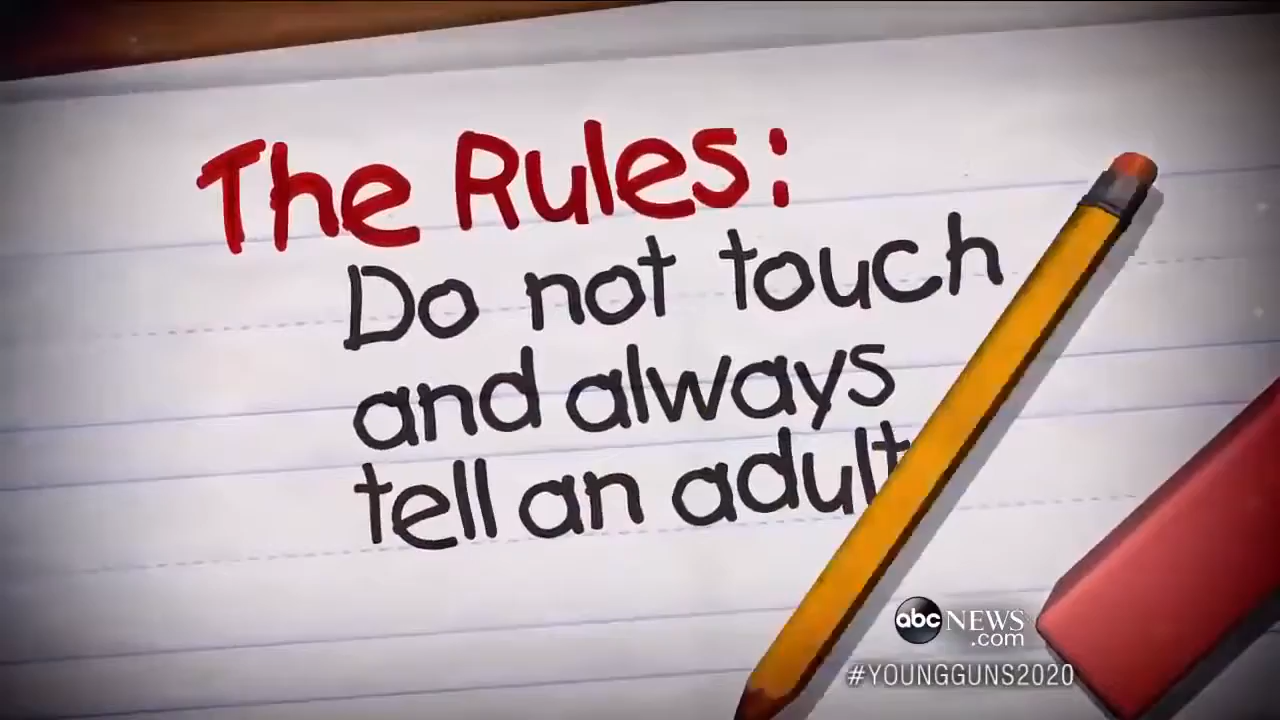 The Rules:
Do not touch
and always
tell an adult
abc NEWS
.com
#YOUNGGUNS2020